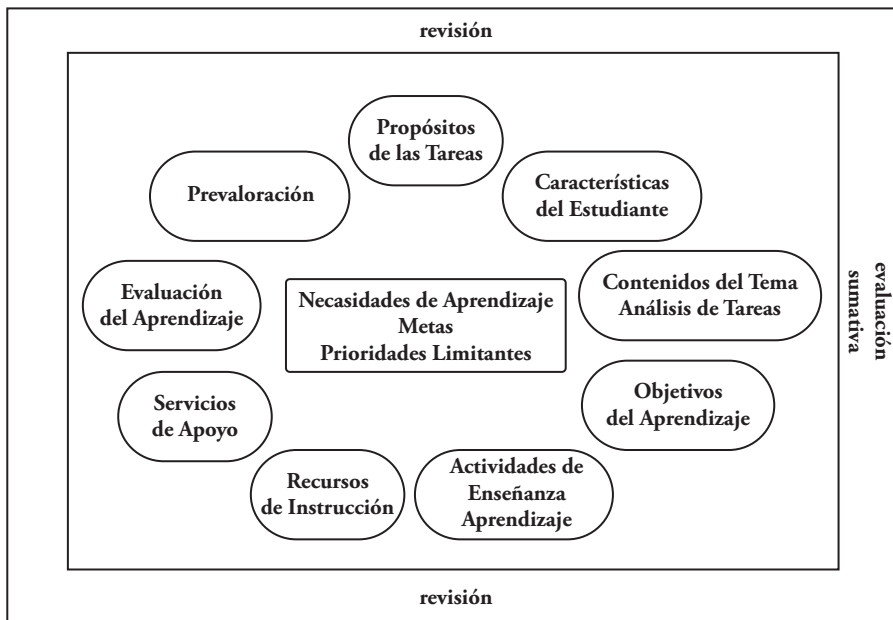 revisión
Propósitos
de las Tareas
Prevaloración
Características
del Estudiante
Evaluación
del Aprendizaje
Necasidades de Aprendizaje
Metas
Prioridades Limitantes
Contenidos del Tema
Análisis de Tareas
evaluación
sumativa
Servicios
de Apoyo
Objetivos
del Aprendizaje
Recursos
de Instrucción
Actividades de
Enseñanza
Aprendizaje
revisión